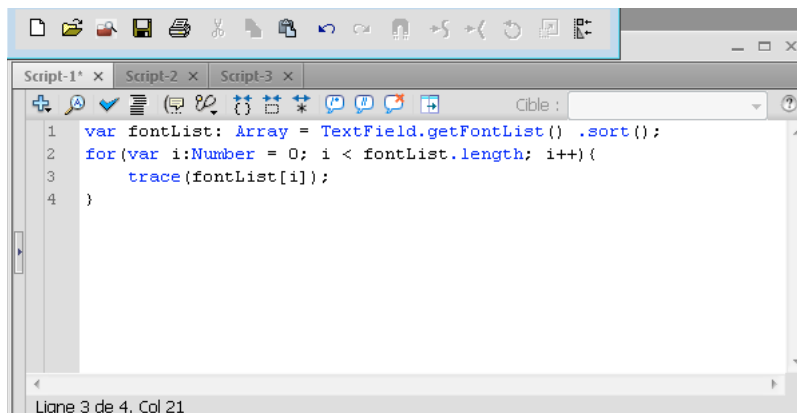 Script-1* × Script-2 × Script-3 ×
Cible :
1 var fontList: Array = TextField.getFontList() .sort();
2 for(var i:Number = 0; i < fontList.length; i++){
3 trace(fontList[i]);
4 }
Ligne 3 de 4, Col 21